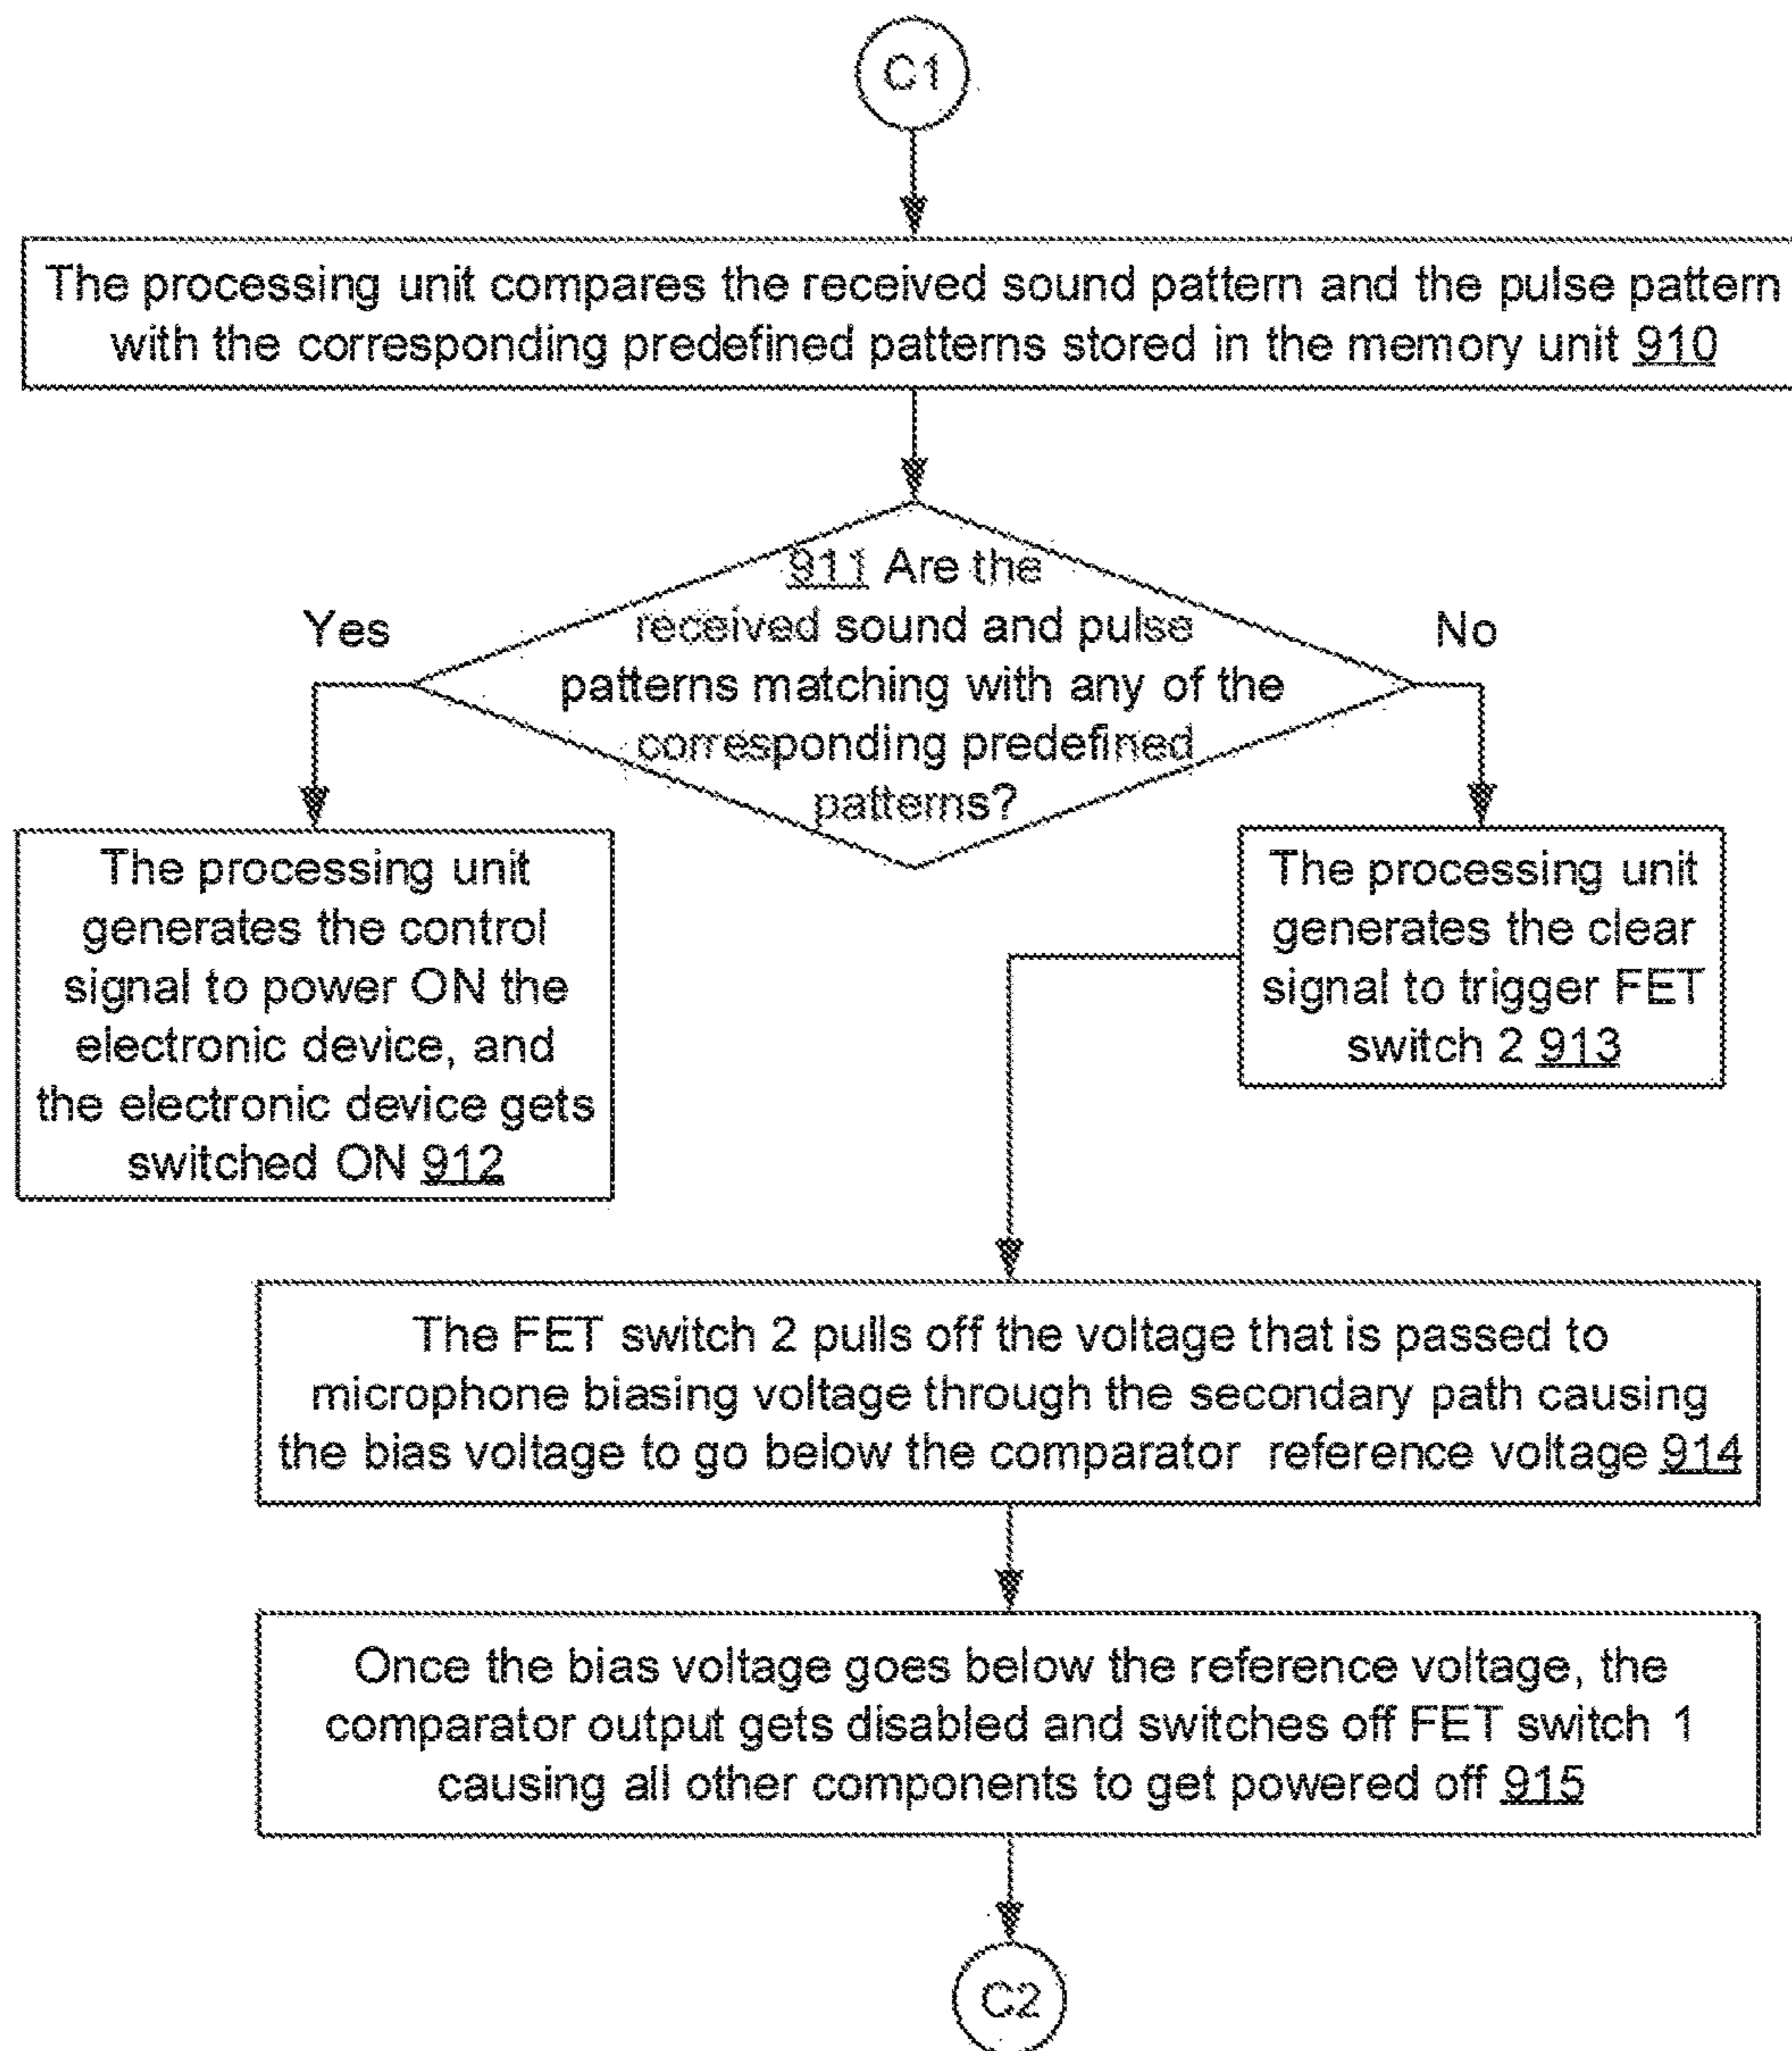 C1
The processing unit compares the received sound pattern and the pulse pattern
with the corresponding predefined patterns stored in the memory unit 910
911 Are the
received sound and pulse
patterns matching with any of the
corresponding predefined
patterns?
Yes
No
The processing unit
generates the control
signal to power ON the
electronic device, and
the electronic device gets
switched ON 912
The processing unit
generates the clear
signal to trigger FET
switch 2 913
The FET switch 2 pulls off the voltage that is passed to
microphone biasing voltage through the secondary path causing
the bias voltage to go below the comparator reference voltage 914
Once the bias voltage goes below the reference voltage, the
comparator output gets disabled and switches off FET switch 1
causing all other components to get powered off 915
C2